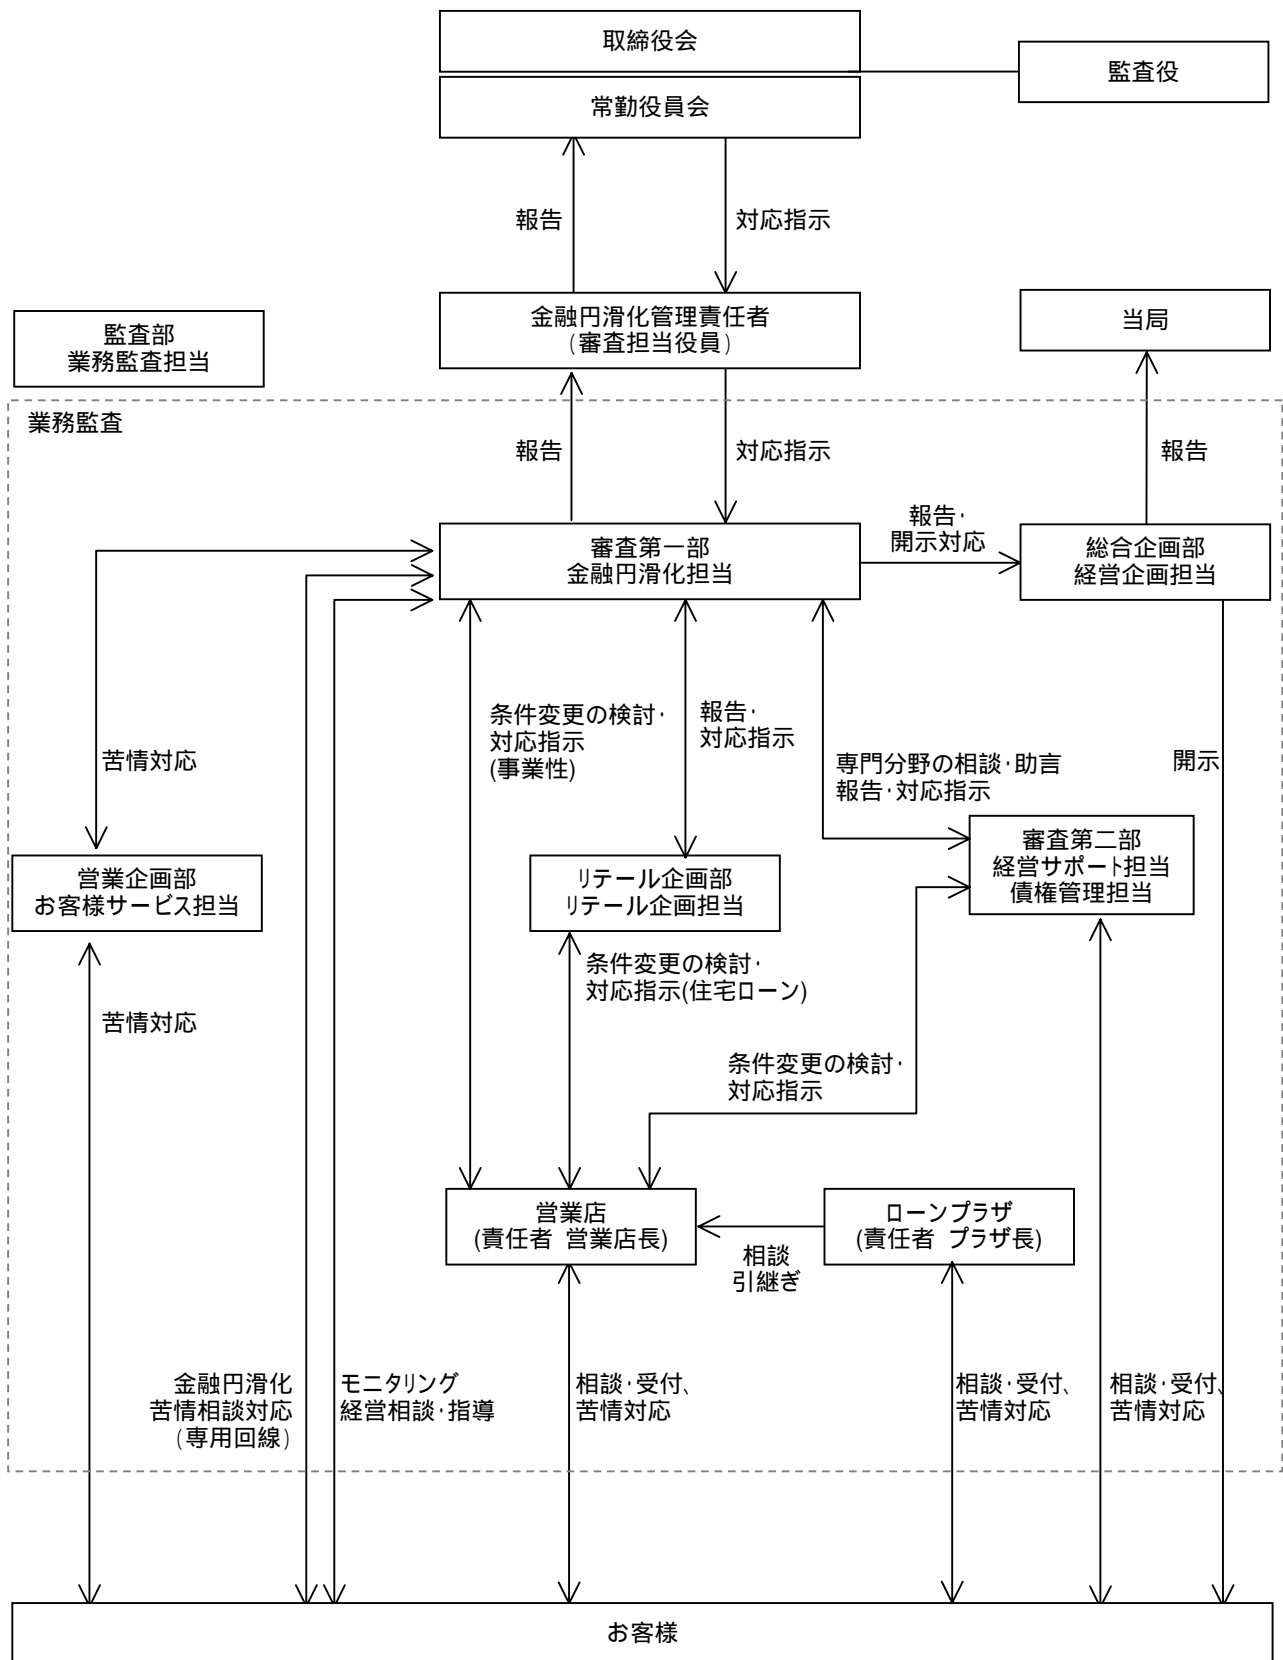 取締役会
監査役
常勤役員会
報告
対応指示
金融円滑化管理責任者
(審査担当役員)
当局
監査部
業務監査担当
業務監査
報告
対応指示
報告
報告・
開示対応
審査第一部
金融円滑化担当
総合企画部
経営企画担当
条件変更の検討・
対応指示
(事業性)
報告・
対応指示
苦情対応
専門分野の相談・助言
報告・対応指示
開示
審査第二部
経営サポート担当
債権管理担当
営業企画部
お客様サービス担当
リテール企画部
リテール企画担当
条件変更の検討・
対応指示(住宅ローン)
苦情対応
条件変更の検討・
対応指示
営業店
(責任者 営業店長)
ローンプラザ
(責任者 プラザ長)
相談
引継ぎ
金融円滑化
苦情相談対応
(専用回線)
モニタリング
経営相談・指導
相談・受付、
苦情対応
相談・受付、
苦情対応
相談・受付、
苦情対応
お客様